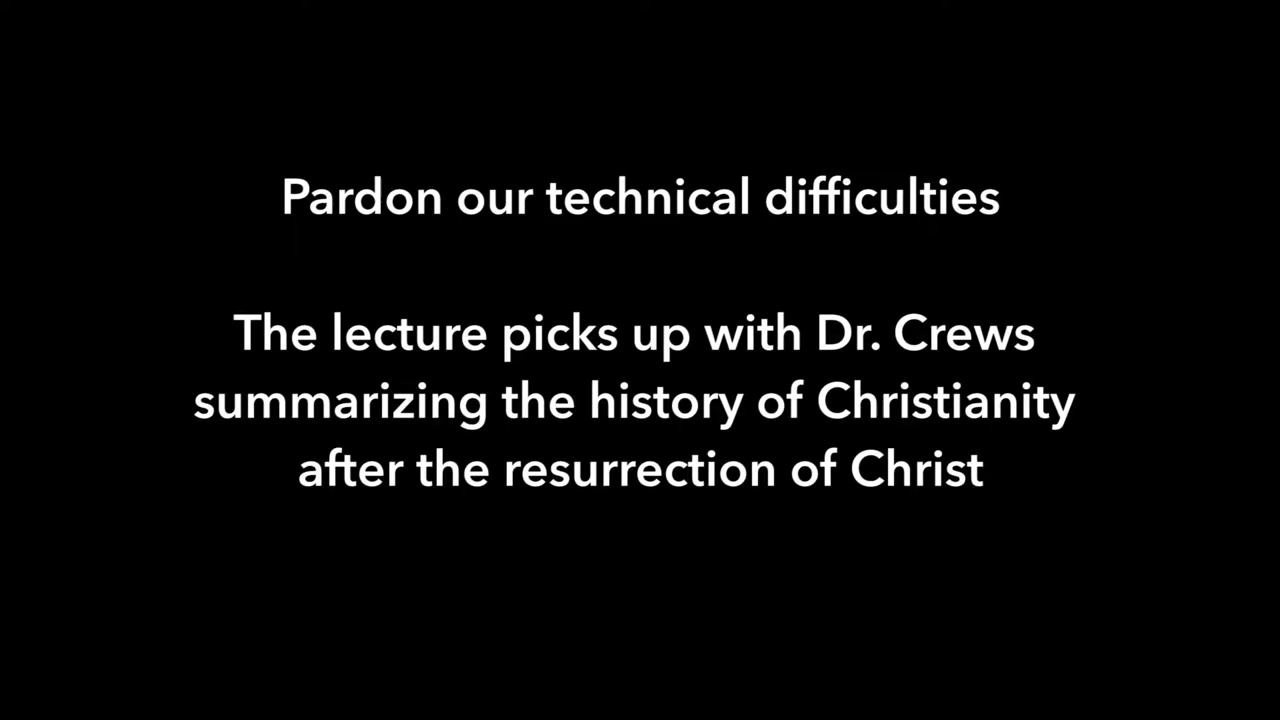 Pardon our technical difficulties
The lecture picks up with Dr. Crews
summarizing the history of Christianity
after the resurrection of Christ